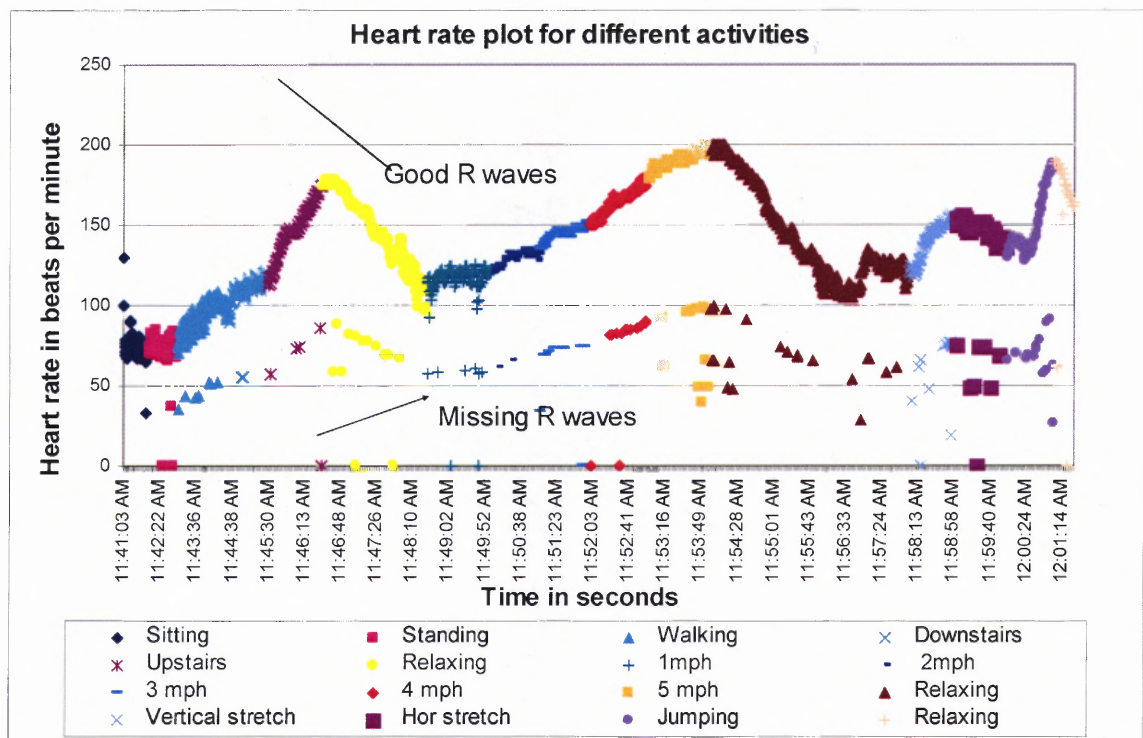 Heart rate plot for different activities
250
200
150
100
50
0
Heart rate in beats per minute
Good R waves
Missing R waves
11:41:03 AM
11:42:22 AM
11:43:36 AM
11:44:38 AM
11:45:30 AM
11:46:13 AM
11:46:48 AM
11:47:26 AM
11:48:10 AM
11:49:02 AM
11:49:52 AM
11:50:38 AM
11:51:23 AM
11:52:03 AM
11:52:41 AM
11:53:16 AM
11:53:49 AM
11:54:28 AM
11:55:01 AM
11:55:43 AM
11:56:33 AM
11:57:24 AM
11:58:13 AM
11:58:58 AM
11:59:40 AM
12:00:24 AM
12:01:14 AM
Time in seconds
Sitting Standing Walking Downstairs
Upstairs Relaxing 1mph 2mph
3 mph 4 mph 5 mph Relaxing
Vertical stretch Hor stretch Jumping Relaxing